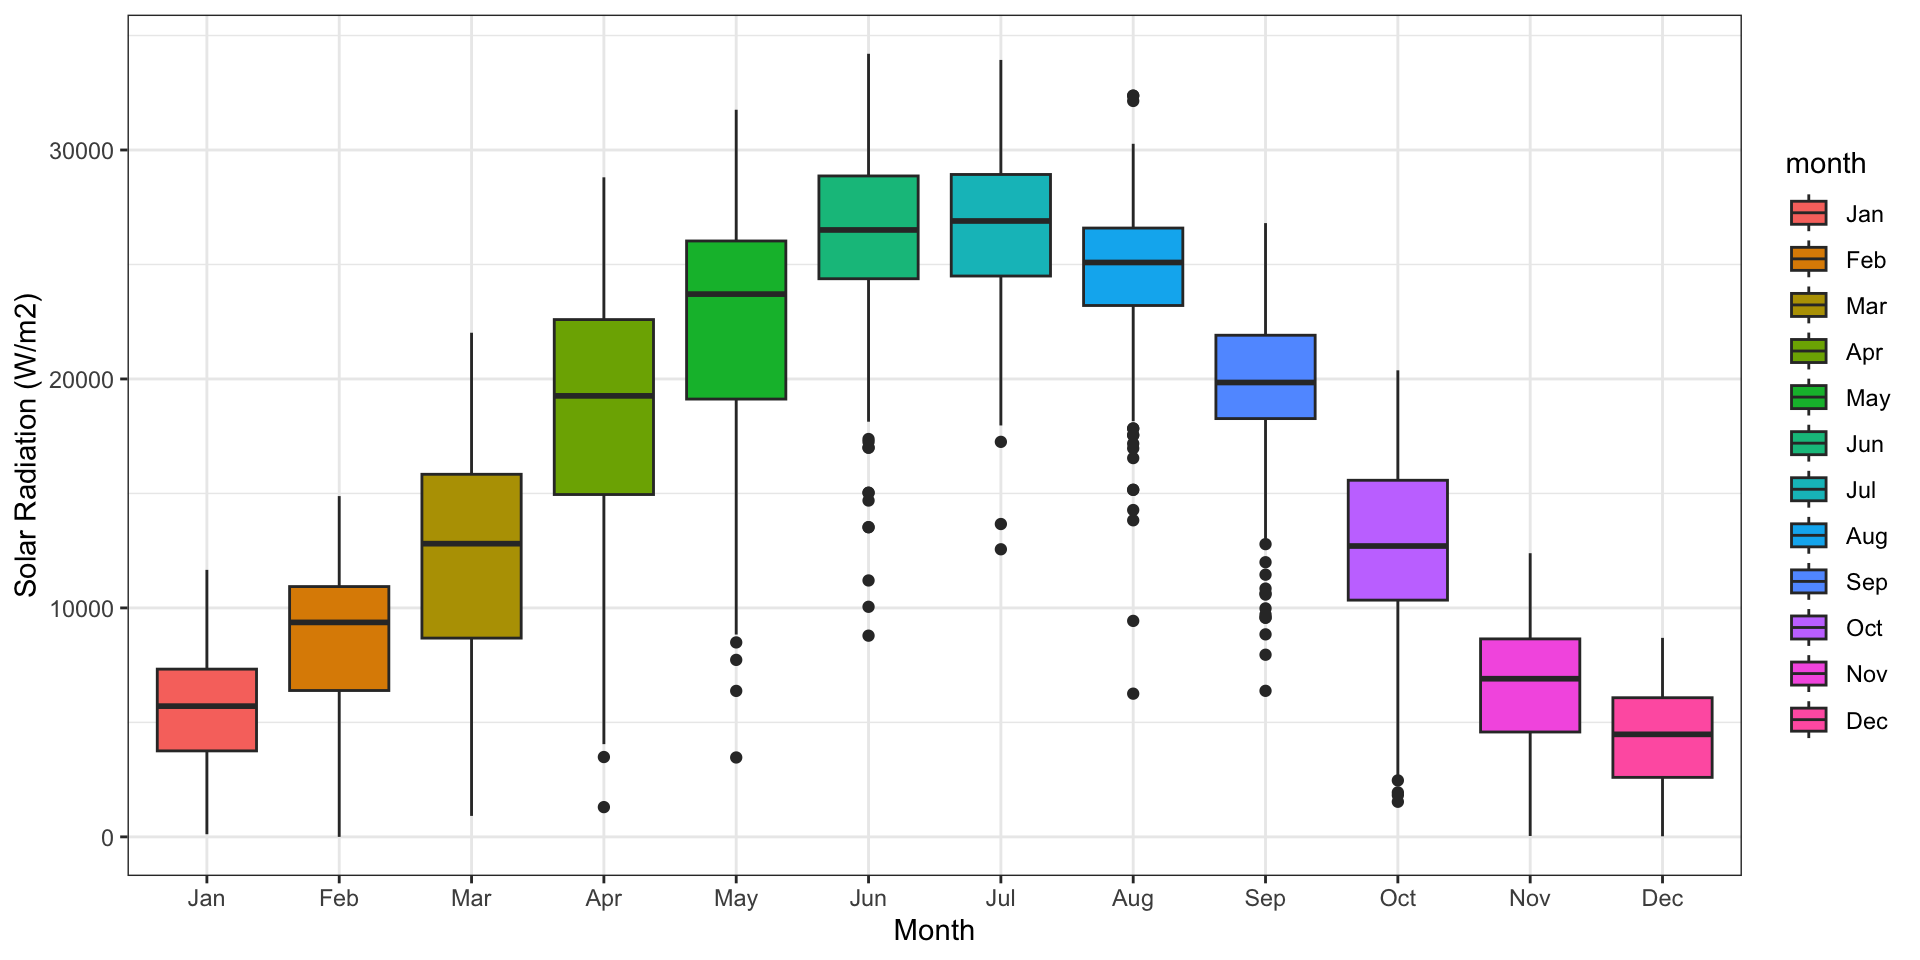 Solar Radiation (W/m2)
30000
20000
10000
0
Jan Feb Mar Apr May Jun Jul Aug Sep Oct Nov Dec
Month
month
Jan
Feb
Mar
Apr
May
Jun
Jul
Aug
Sep
Oct
Nov
Dec